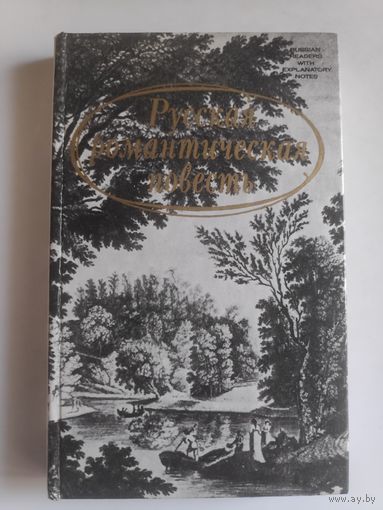 RUSSIAN
READERS
WITH
EXPLANATORY
NOTES
Русская
романтическая
повесть
www.ay.by